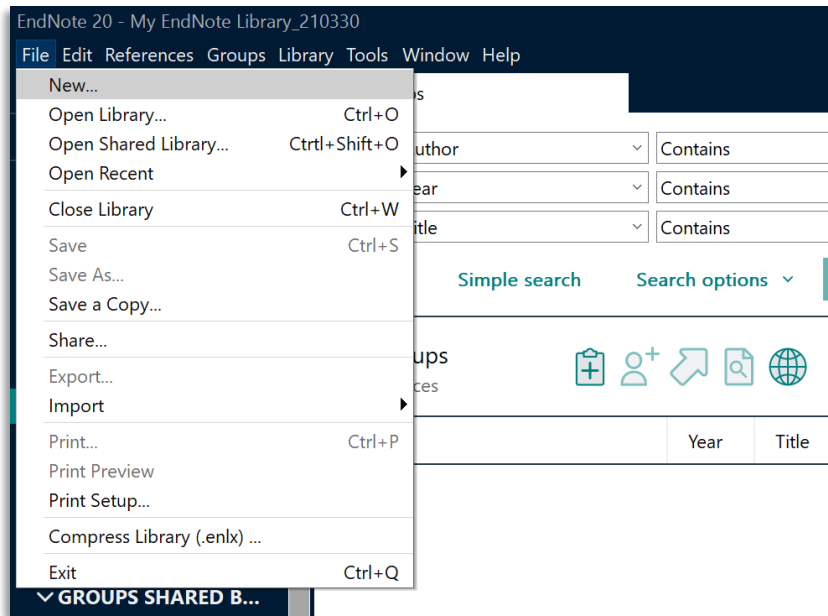 EndNote 20 - My EndNote Library_210330
File Edit References Groups Library Tools Window Help
New...
Open Library... Ctrl+O
Open Shared Library... Ctrtl+Shift+O
Open Recent
Close Library Ctrl+W
Save Ctrl+S
Save As...
Save a Copy...
Share...
Export...
Import
Print... Ctrl+P
Print Preview
Print Setup...
Compress Library (.enlx) ...
Exit Ctrl+Q
GROUPS SHARED B...
ps
uthor Contains
ear Contains
itle Contains
Simple search Search options
ups
ces
Year Title